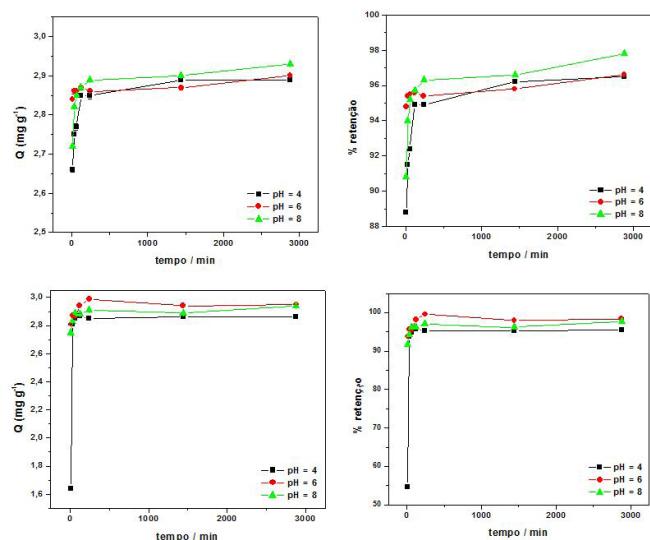 3,0
2,9
2,8
2,7
2,6
2,5
Q (mg g⁻¹)
0 1000 2000 3000
tempo / min
pH = 4
pH = 6
pH = 8
100
98
96
94
92
90
88
% retenção
0 1000 2000 3000
tempo / min
pH = 4
pH = 6
pH = 8
3,0
2,8
2,6
2,4
2,2
2,0
1,8
1,6
Q (mg g⁻¹)
0 1000 2000 3000
tempo / min
pH = 4
pH = 6
pH = 8
100
90
80
70
60
50
% retenção
0 1000 2000 3000
tempo / min
pH = 4
pH = 6
pH = 8